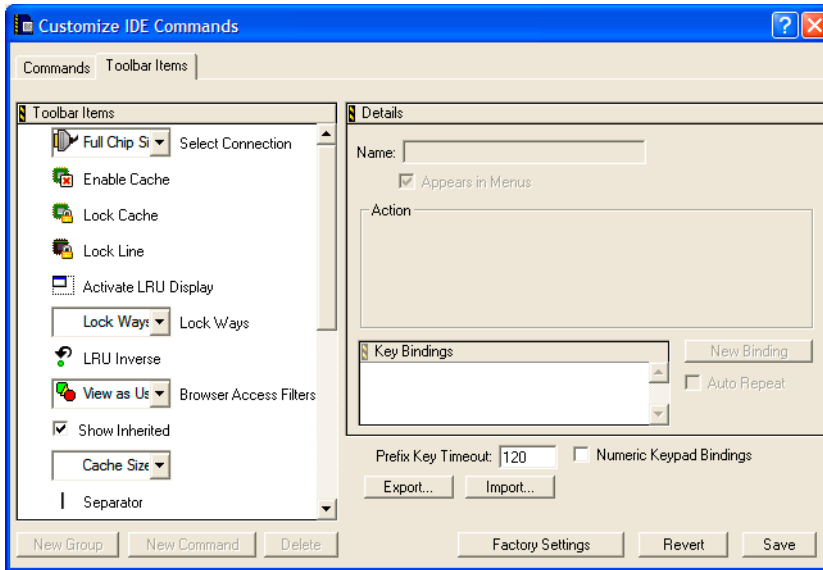 Customize IDE Commands
Commands
Toolbar Items
Toolbar Items
Full Chip Si
Select Connection
Enable Cache
Lock Cache
Lock Line
Activate LRU Display
Lock Ways
Lock Ways
LRU Inverse
View as Us
Browser Access Filters
Show Inherited
Cache Size
Separator
New Group
New Command
Delete
Details
Name:
Appears in Menus
Action
Key Bindings
New Binding
Auto Repeat
Prefix Key Timeout: 120
Numeric Keypad Bindings
Export...
Import...
Factory Settings
Revert
Save